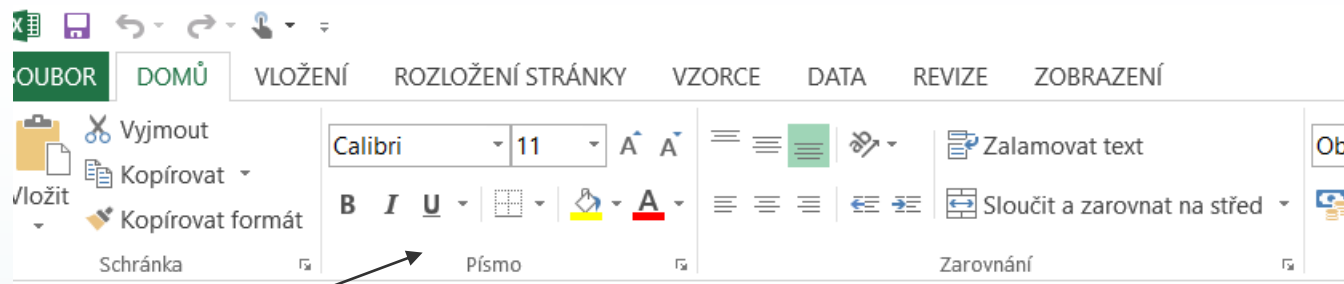 SOUBOR DOMŮ VLOŽENÍ ROZLOŽENÍ STRÁNKY VZORCE DATA REVIZE ZOBRAZENÍ
Vložit
Vyjmout
Kopírovat
Kopírovat formát
Schránka
Calibri 11 A A
B I U A
Písmo
Zalamovat text
Sloučit a zarovnat na střed
Zarovnání
Ob